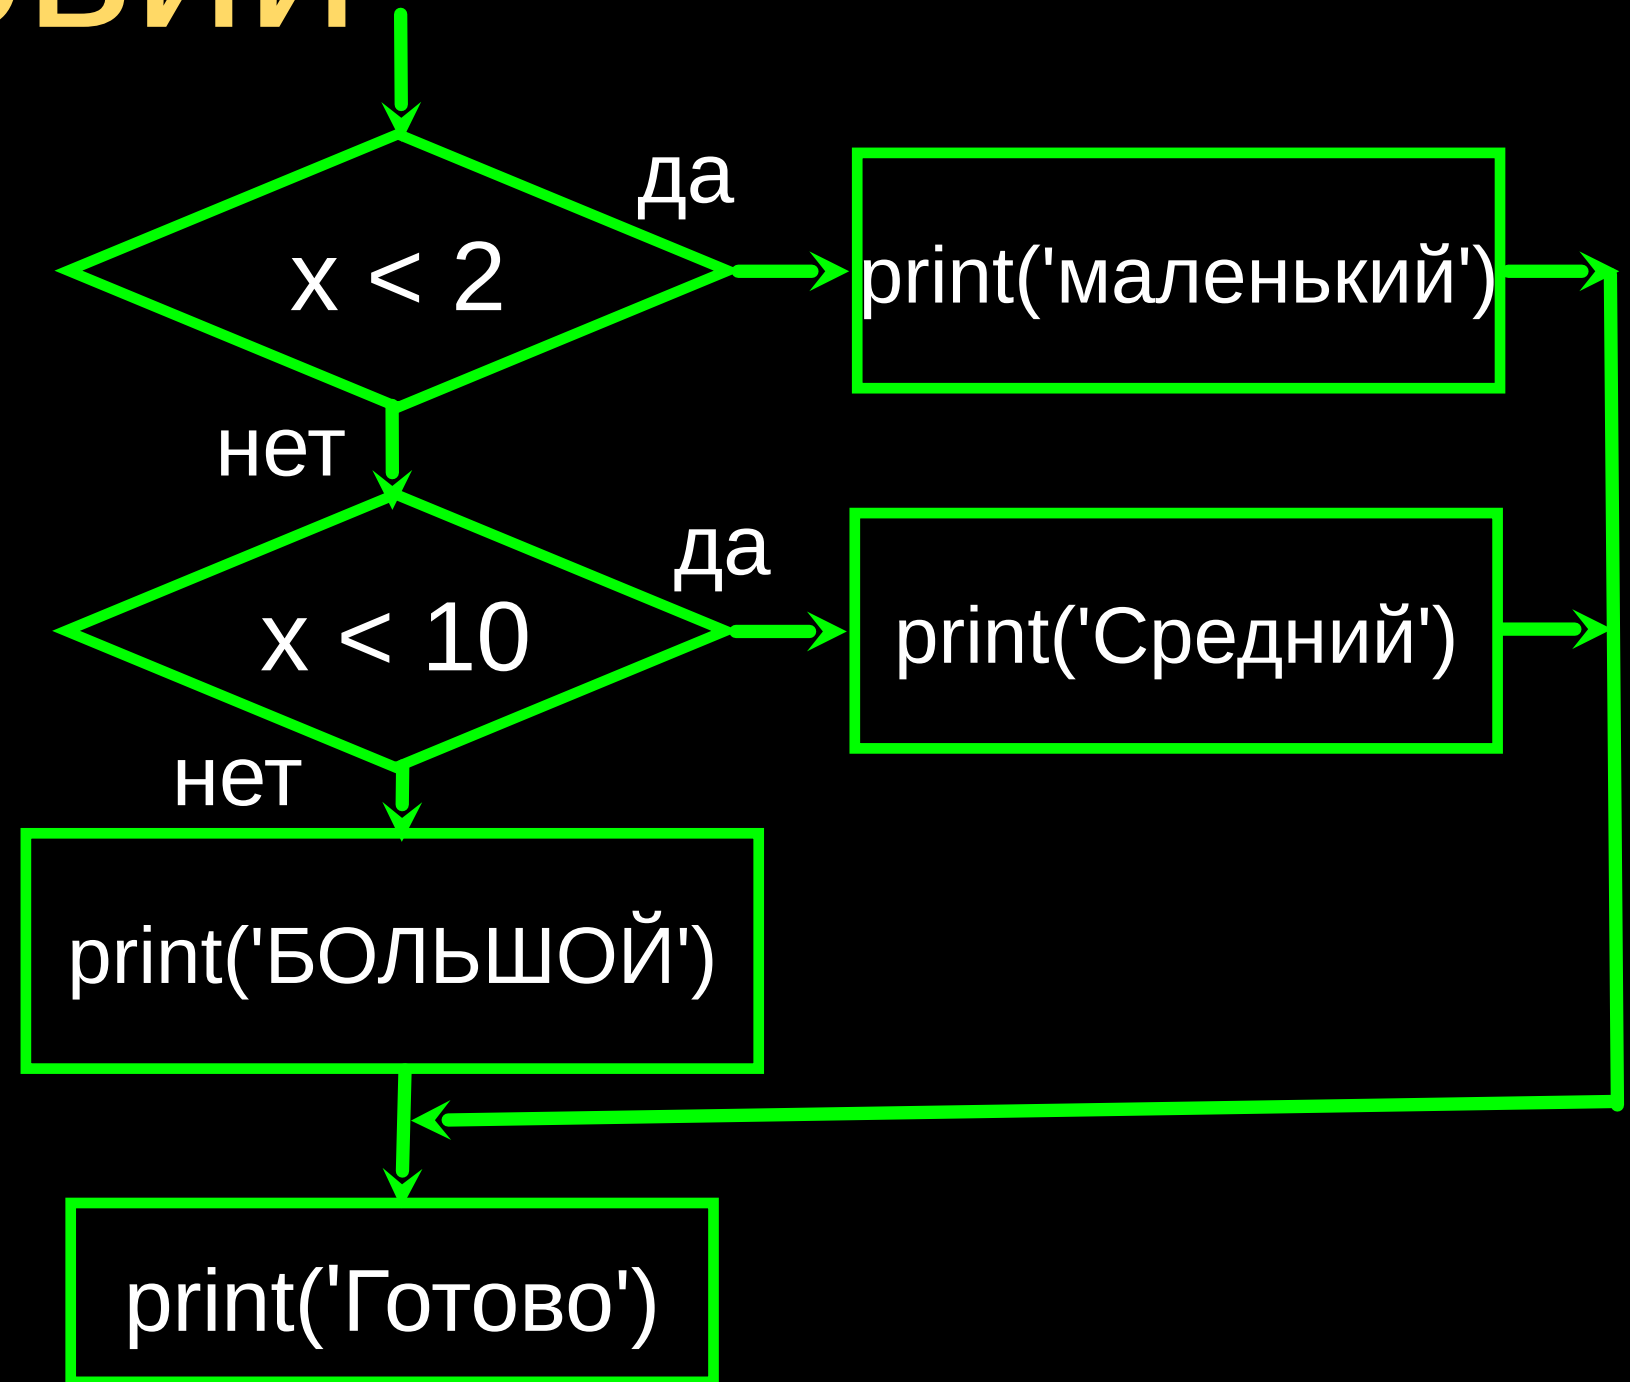 да
x < 2
print('маленький')
нет
да
x < 10
print('Средний')
нет
print('БОЛЬШОЙ')
print('Готово')